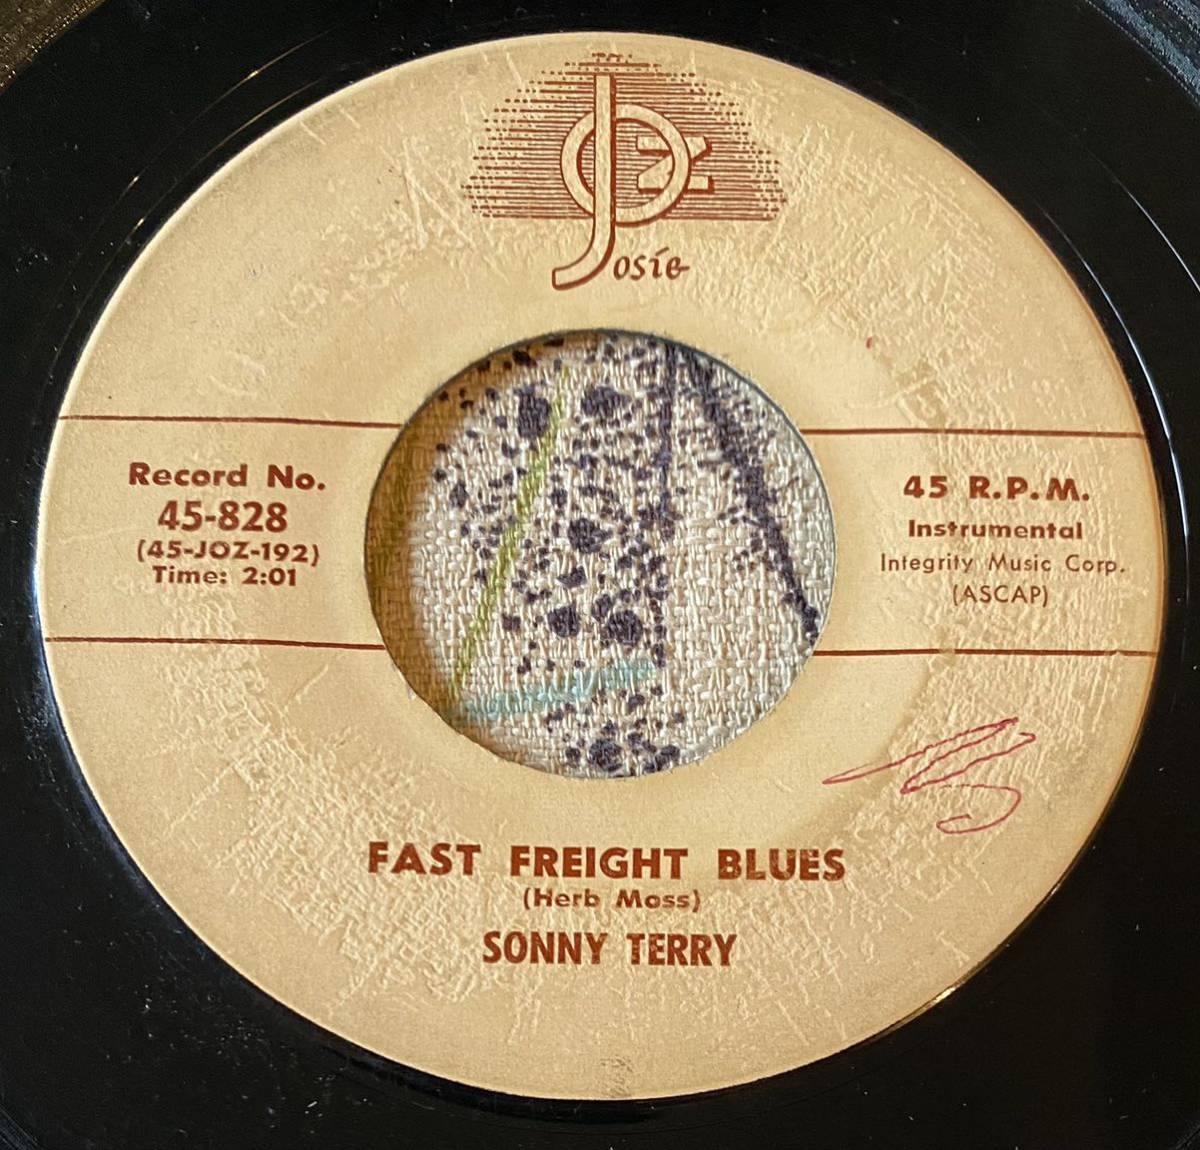 JOZ
Josie
Record No.
45-828
(45-JOZ-192)
Time: 2:01
45 R.P.M.
Instrumental
Integrity Music Corp.
(ASCAP)
FAST FREIGHT BLUES
(Herb Moss)
SONNY TERRY